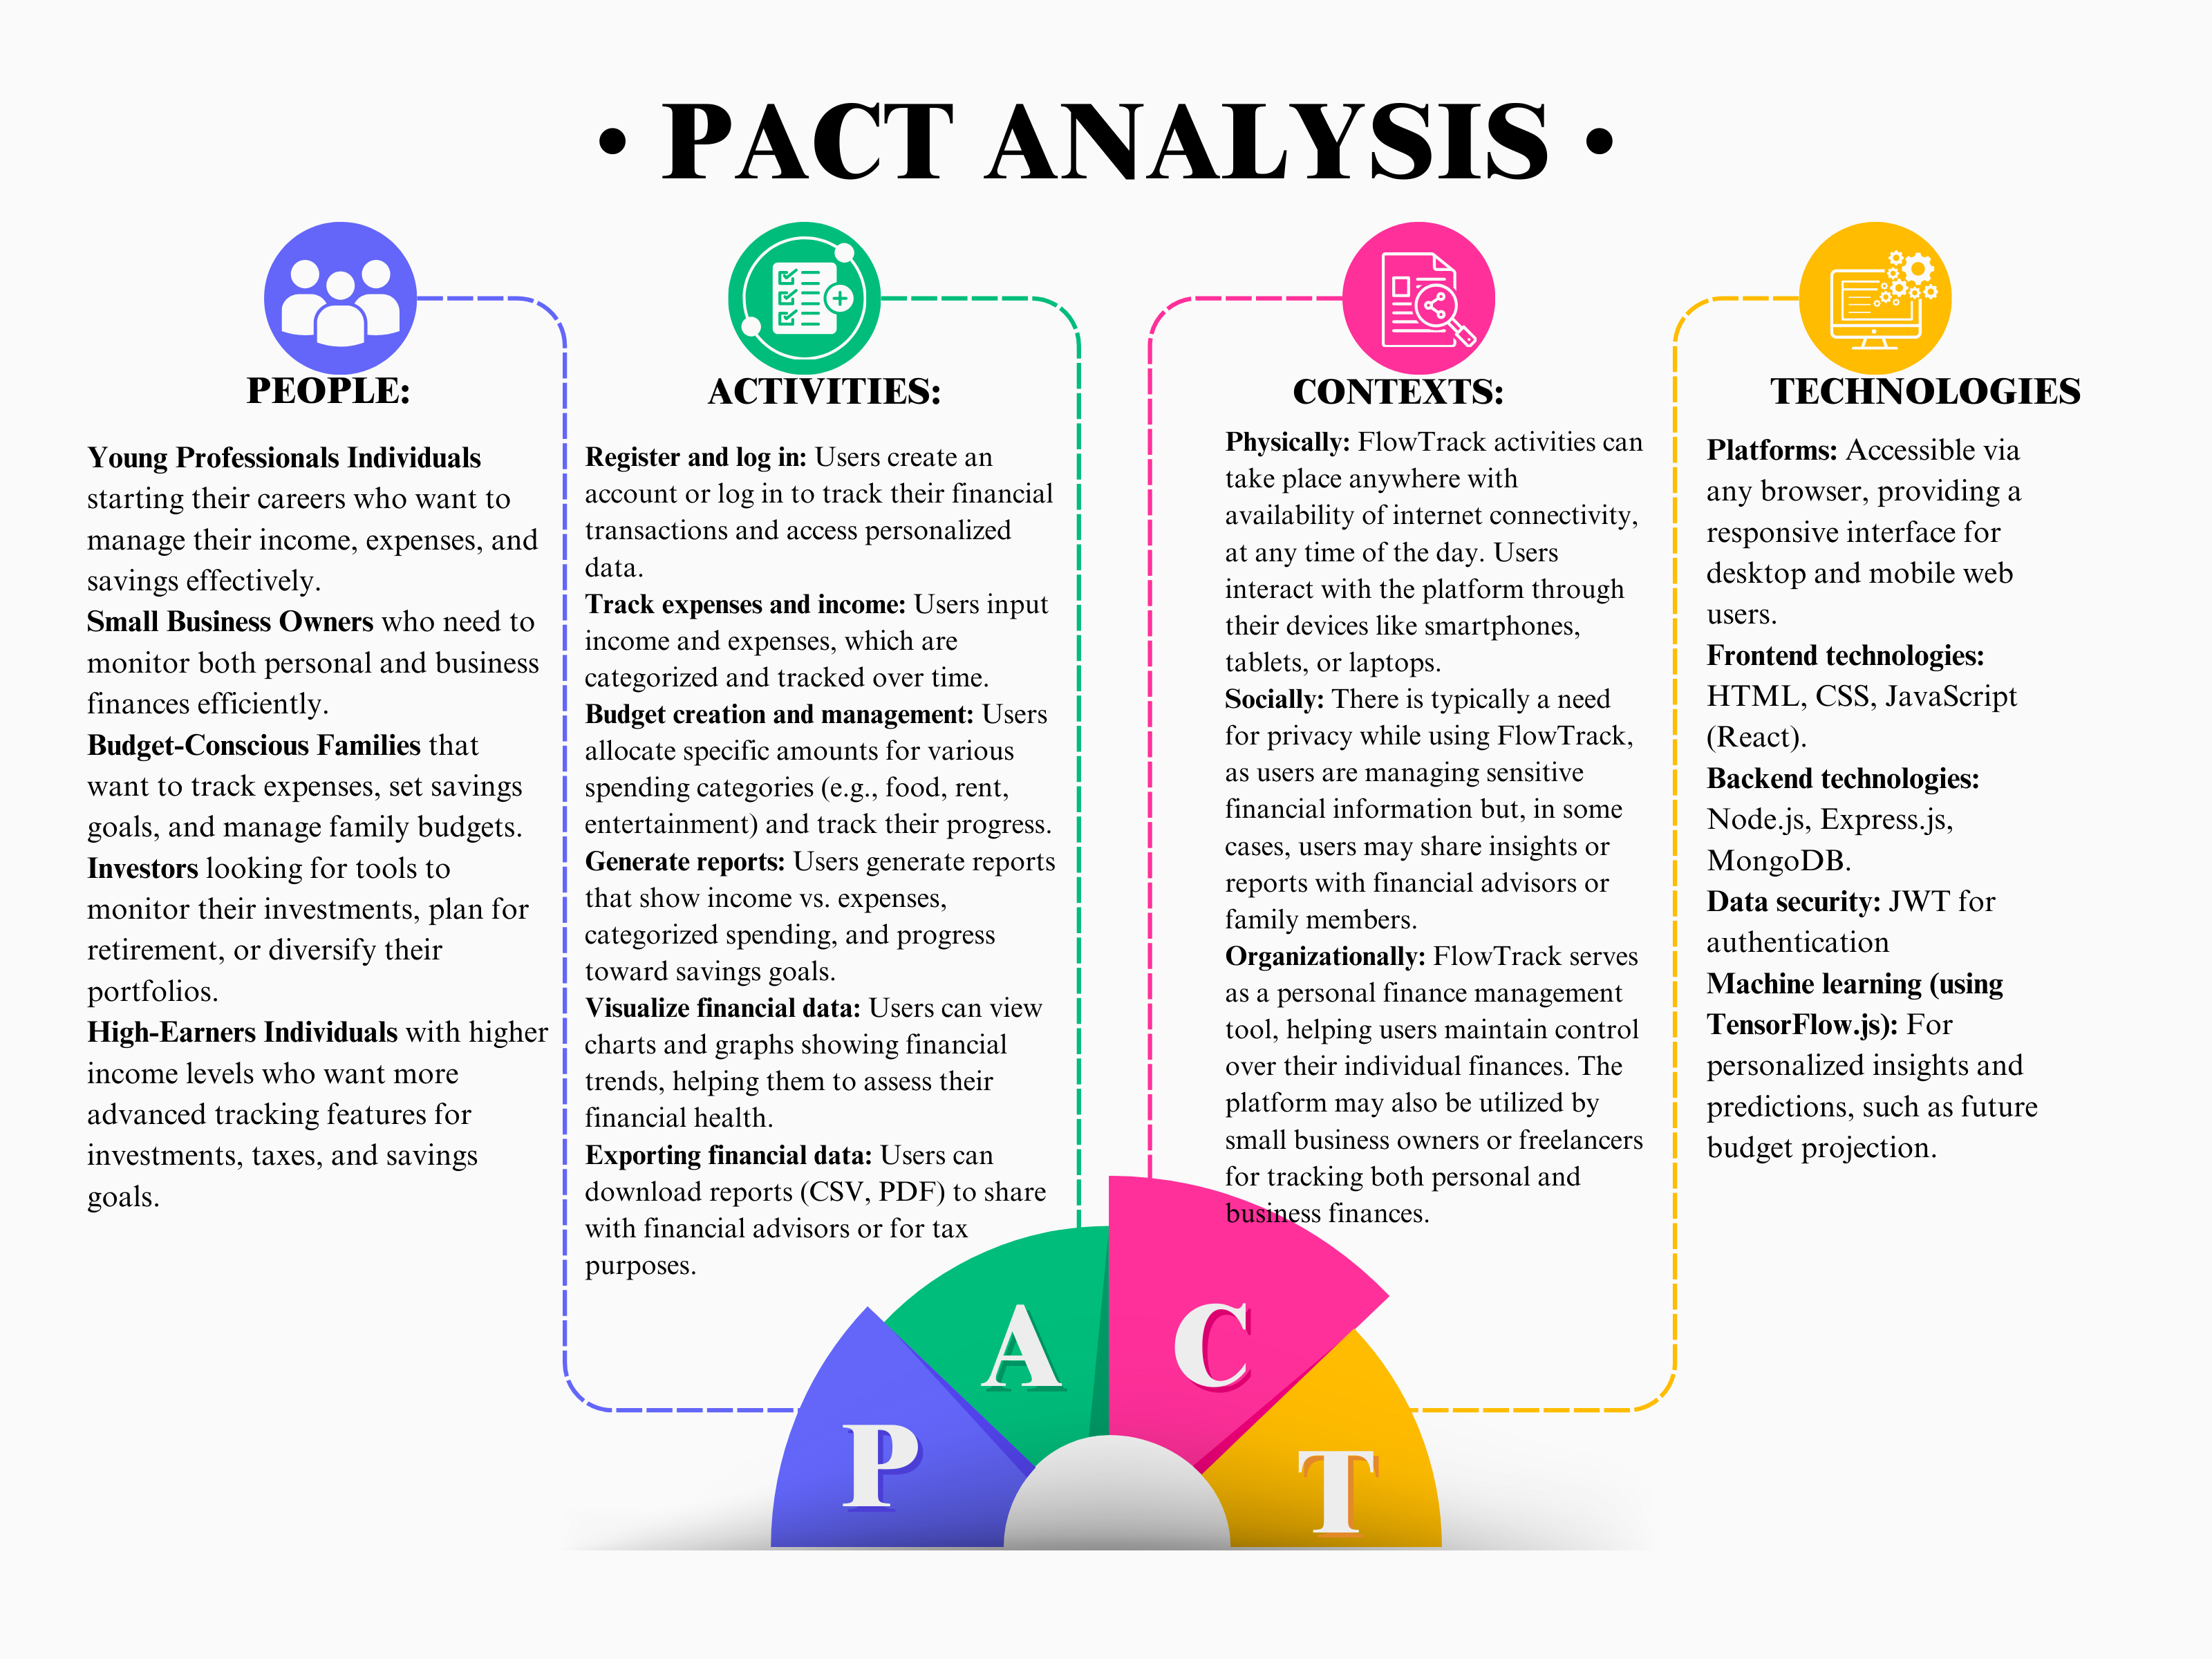 • PACT ANALYSIS •
PEOPLE:
Young Professionals Individuals
starting their careers who want to
manage their income, expenses, and
savings effectively.
Small Business Owners who need to
monitor both personal and business
finances efficiently.
Budget-Conscious Families that
want to track expenses, set savings
goals, and manage family budgets.
Investors looking for tools to
monitor their investments, plan for
retirement, or diversify their
portfolios.
High-Earners Individuals with higher
income levels who want more
advanced tracking features for
investments, taxes, and savings
goals.
ACTIVITIES:
Register and log in: Users create an
account or log in to track their financial
transactions and access personalized
data.
Track expenses and income: Users input
income and expenses, which are
categorized and tracked over time.
Budget creation and management: Users
allocate specific amounts for various
spending categories (e.g., food, rent,
entertainment) and track their progress.
Generate reports: Users generate reports
that show income vs. expenses,
categorized spending, and progress
toward savings goals.
Visualize financial data: Users can view
charts and graphs showing financial
trends, helping them to assess their
financial health.
Exporting financial data: Users can
download reports (CSV, PDF) to share
with financial advisors or for tax
purposes.
CONTEXTS:
Physically: FlowTrack activities can
take place anywhere with
availability of internet connectivity,
at any time of the day. Users
interact with the platform through
their devices like smartphones,
tablets, or laptops.
Socially: There is typically a need
for privacy while using FlowTrack,
as users are managing sensitive
financial information but, in some
cases, users may share insights or
reports with financial advisors or
family members.
Organizationally: FlowTrack serves
as a personal finance management
tool, helping users maintain control
over their individual finances. The
platform may also be utilized by
small business owners or freelancers
for tracking both personal and
business finances.
TECHNOLOGIES
Platforms: Accessible via
any browser, providing a
responsive interface for
desktop and mobile web
users.
Frontend technologies:
HTML, CSS, JavaScript
(React).
Backend technologies:
Node.js, Express.js,
MongoDB.
Data security: JWT for
authentication
Machine learning (using
TensorFlow.js): For
personalized insights and
predictions, such as future
budget projection.
P
A
C
T